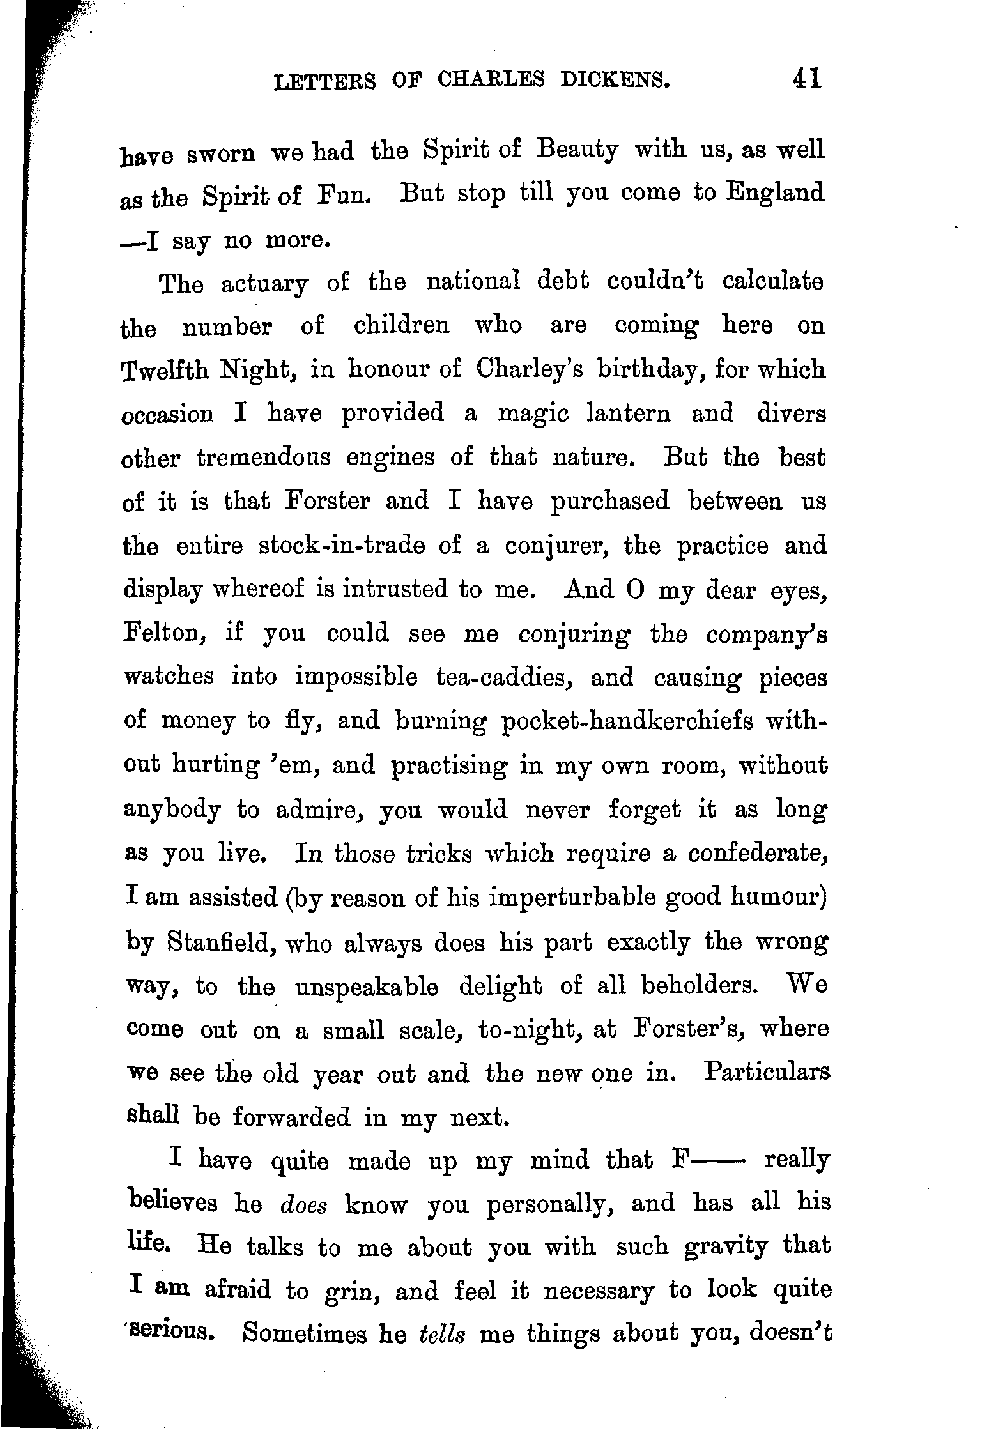 LETTERS OF CHARLES DICKENS. 41
have sworn we had the Spirit of Beauty with us, as well
as the Spirit of Fun. But stop till you come to England
—I say no more.
The actuary of the national debt couldn't calculate
the number of children who are coming here on
Twelfth Night, in honour of Charley's birthday, for which
occasion I have provided a magic lantern and divers
other tremendous engines of that nature. But the best
of it is that Forster and I have purchased between us
the entire stock-in-trade of a conjurer, the practice and
display whereof is intrusted to me. And O my dear eyes,
Felton, if you could see me conjuring the company's
watches into impossible tea-caddies, and causing pieces
of money to fly, and burning pocket-handkerchiefs with-
out hurting 'em, and practising in my own room, without
anybody to admire, you would never forget it as long
as you live. In those tricks which require a confederate,
I am assisted (by reason of his imperturbable good humour)
by Stanfield, who always does his part exactly the wrong
way, to the unspeakable delight of all beholders. We
come out on a small scale, to-night, at Forster's, where
we see the old year out and the new one in. Particulars
shall be forwarded in my next.
I have quite made up my mind that F—— really
believes he does know you personally, and has all his
life. He talks to me about you with such gravity that
I am afraid to grin, and feel it necessary to look quite
serious. Sometimes he tells me things about you, doesn't